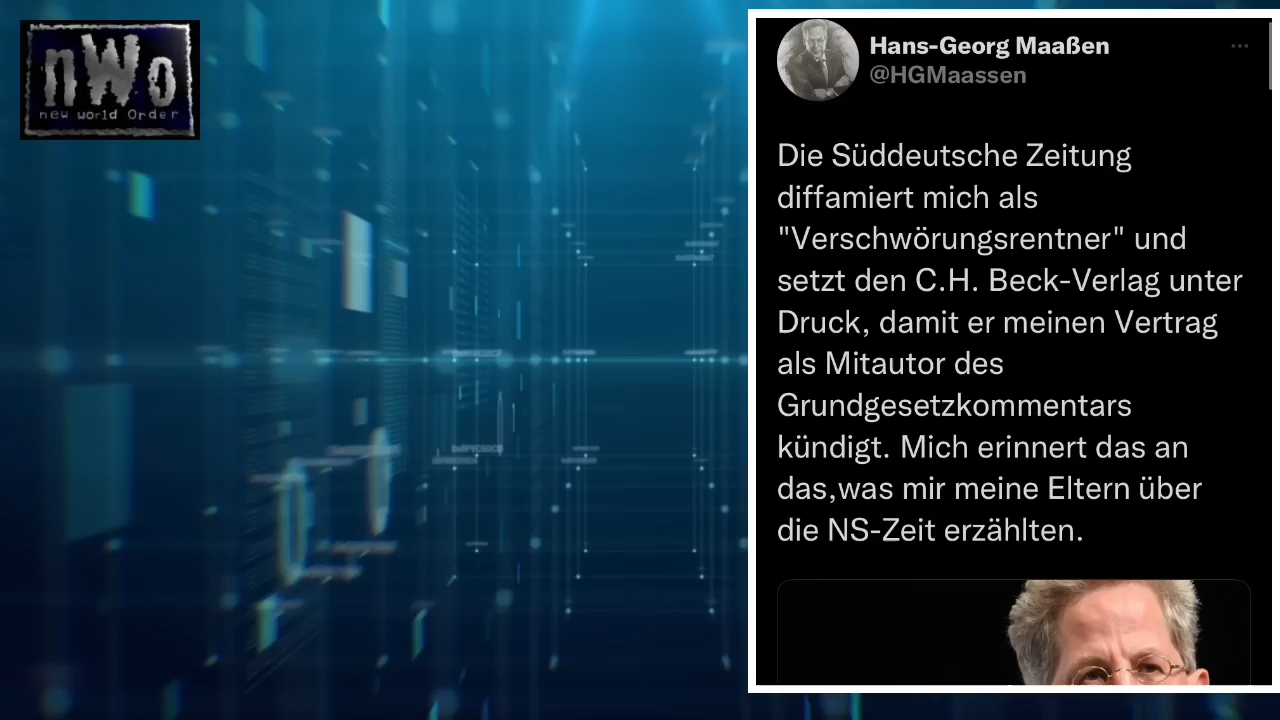 nWo
new world Order
Hans-Georg Maaßen
@HGMaassen
Die Süddeutsche Zeitung
diffamiert mich als
"Verschwörungsrentner" und
setzt den C.H. Beck-Verlag unter
Druck, damit er meinen Vertrag
als Mitautor des
Grundgesetzkommentars
kündigt. Mich erinnert das an
das,was mir meine Eltern über
die NS-Zeit erzählten.